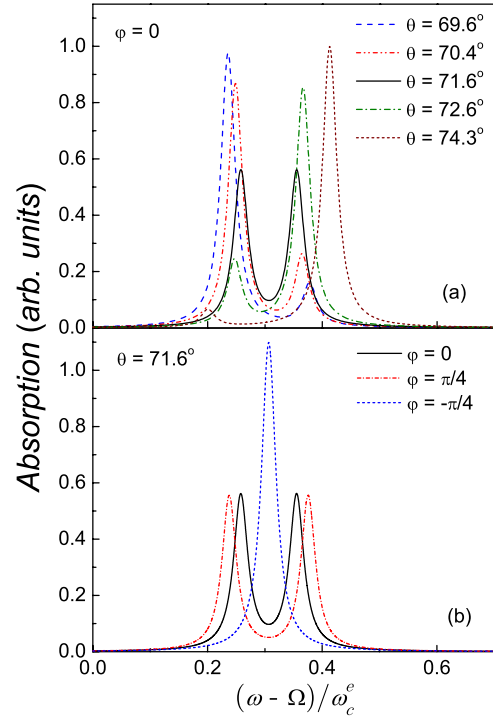 φ = 0
θ = 69.6°
θ = 70.4°
θ = 71.6°
θ = 72.6°
θ = 74.3°
1.0
0.8
0.6
0.4
0.2
0.0
(a)
Absorption (arb. units)
θ = 71.6°
φ = 0
φ = π/4
φ = -π/4
1.0
0.8
0.6
0.4
0.2
0.0
(b)
0.0 0.2 0.4 0.6
(ω - Ω)/ω_c^e